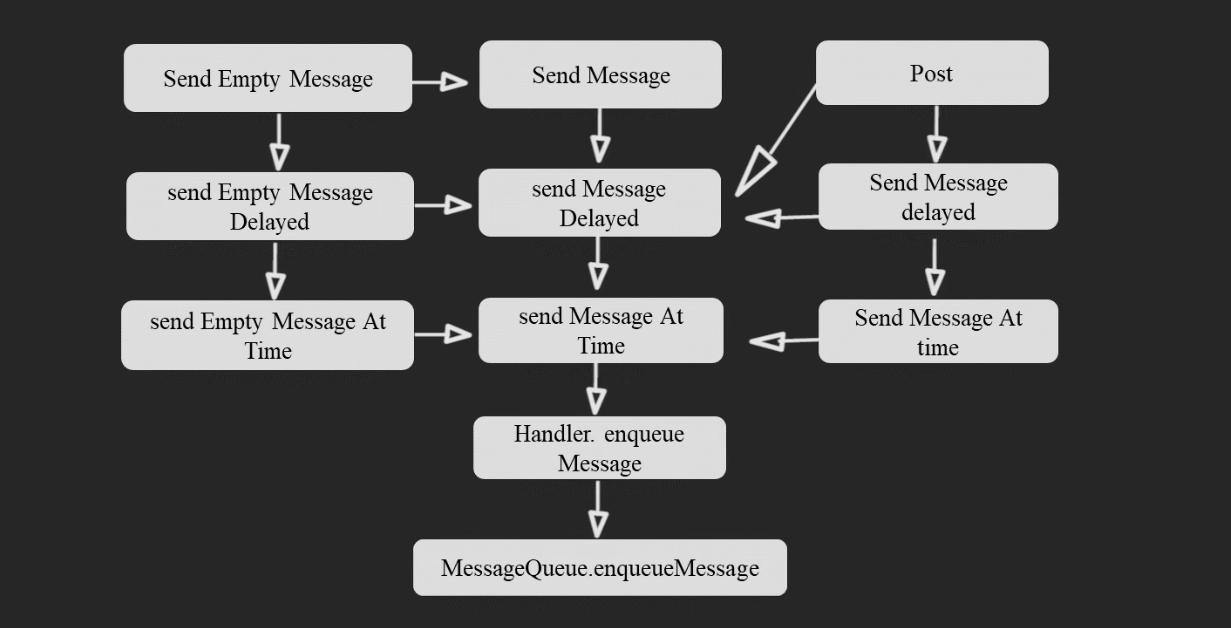 Send Empty Message
Send Message
Post
send Empty Message
Delayed
send Message
Delayed
Send Message
delayed
send Empty Message At
Time
send Message At
Time
Send Message At
time
Handler. enqueue
Message
MessageQueue.enqueueMessage